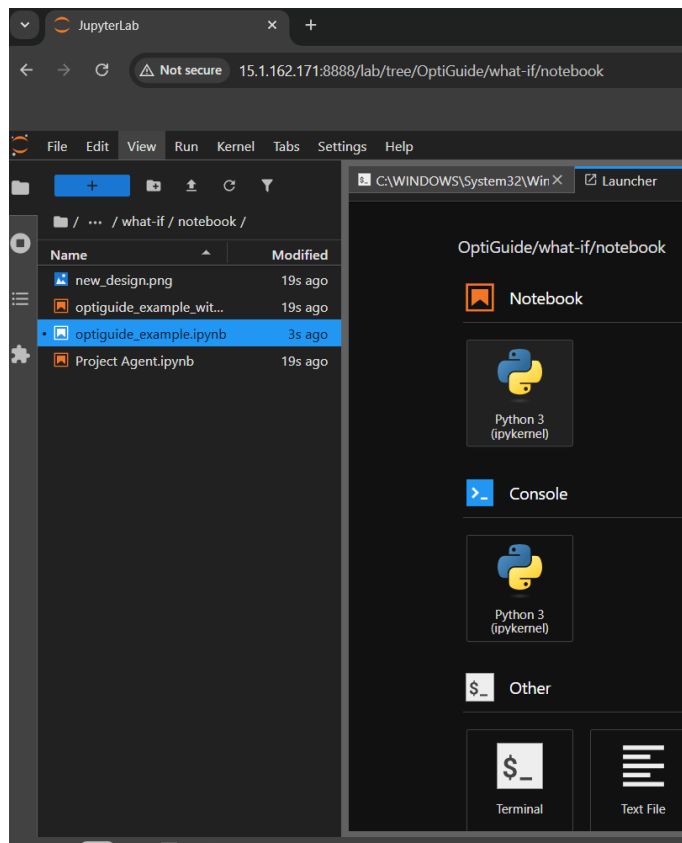 JupyterLab
Not secure 15.1.162.171:8888/lab/tree/OptiGuide/what-if/notebook
File Edit View Run Kernel Tabs Settings Help
+
/ ··· / what-if / notebook /
Name Modified
new_design.png 19s ago
optiguide_example_wit... 19s ago
optiguide_example.ipynb 3s ago
Project Agent.ipynb 19s ago
C:\WINDOWS\System32\Win
Launcher
OptiGuide/what-if/notebook
Notebook
Python 3
(ipykernel)
>_ Console
Python 3
(ipykernel)
$_ Other
$_
Terminal
Text File